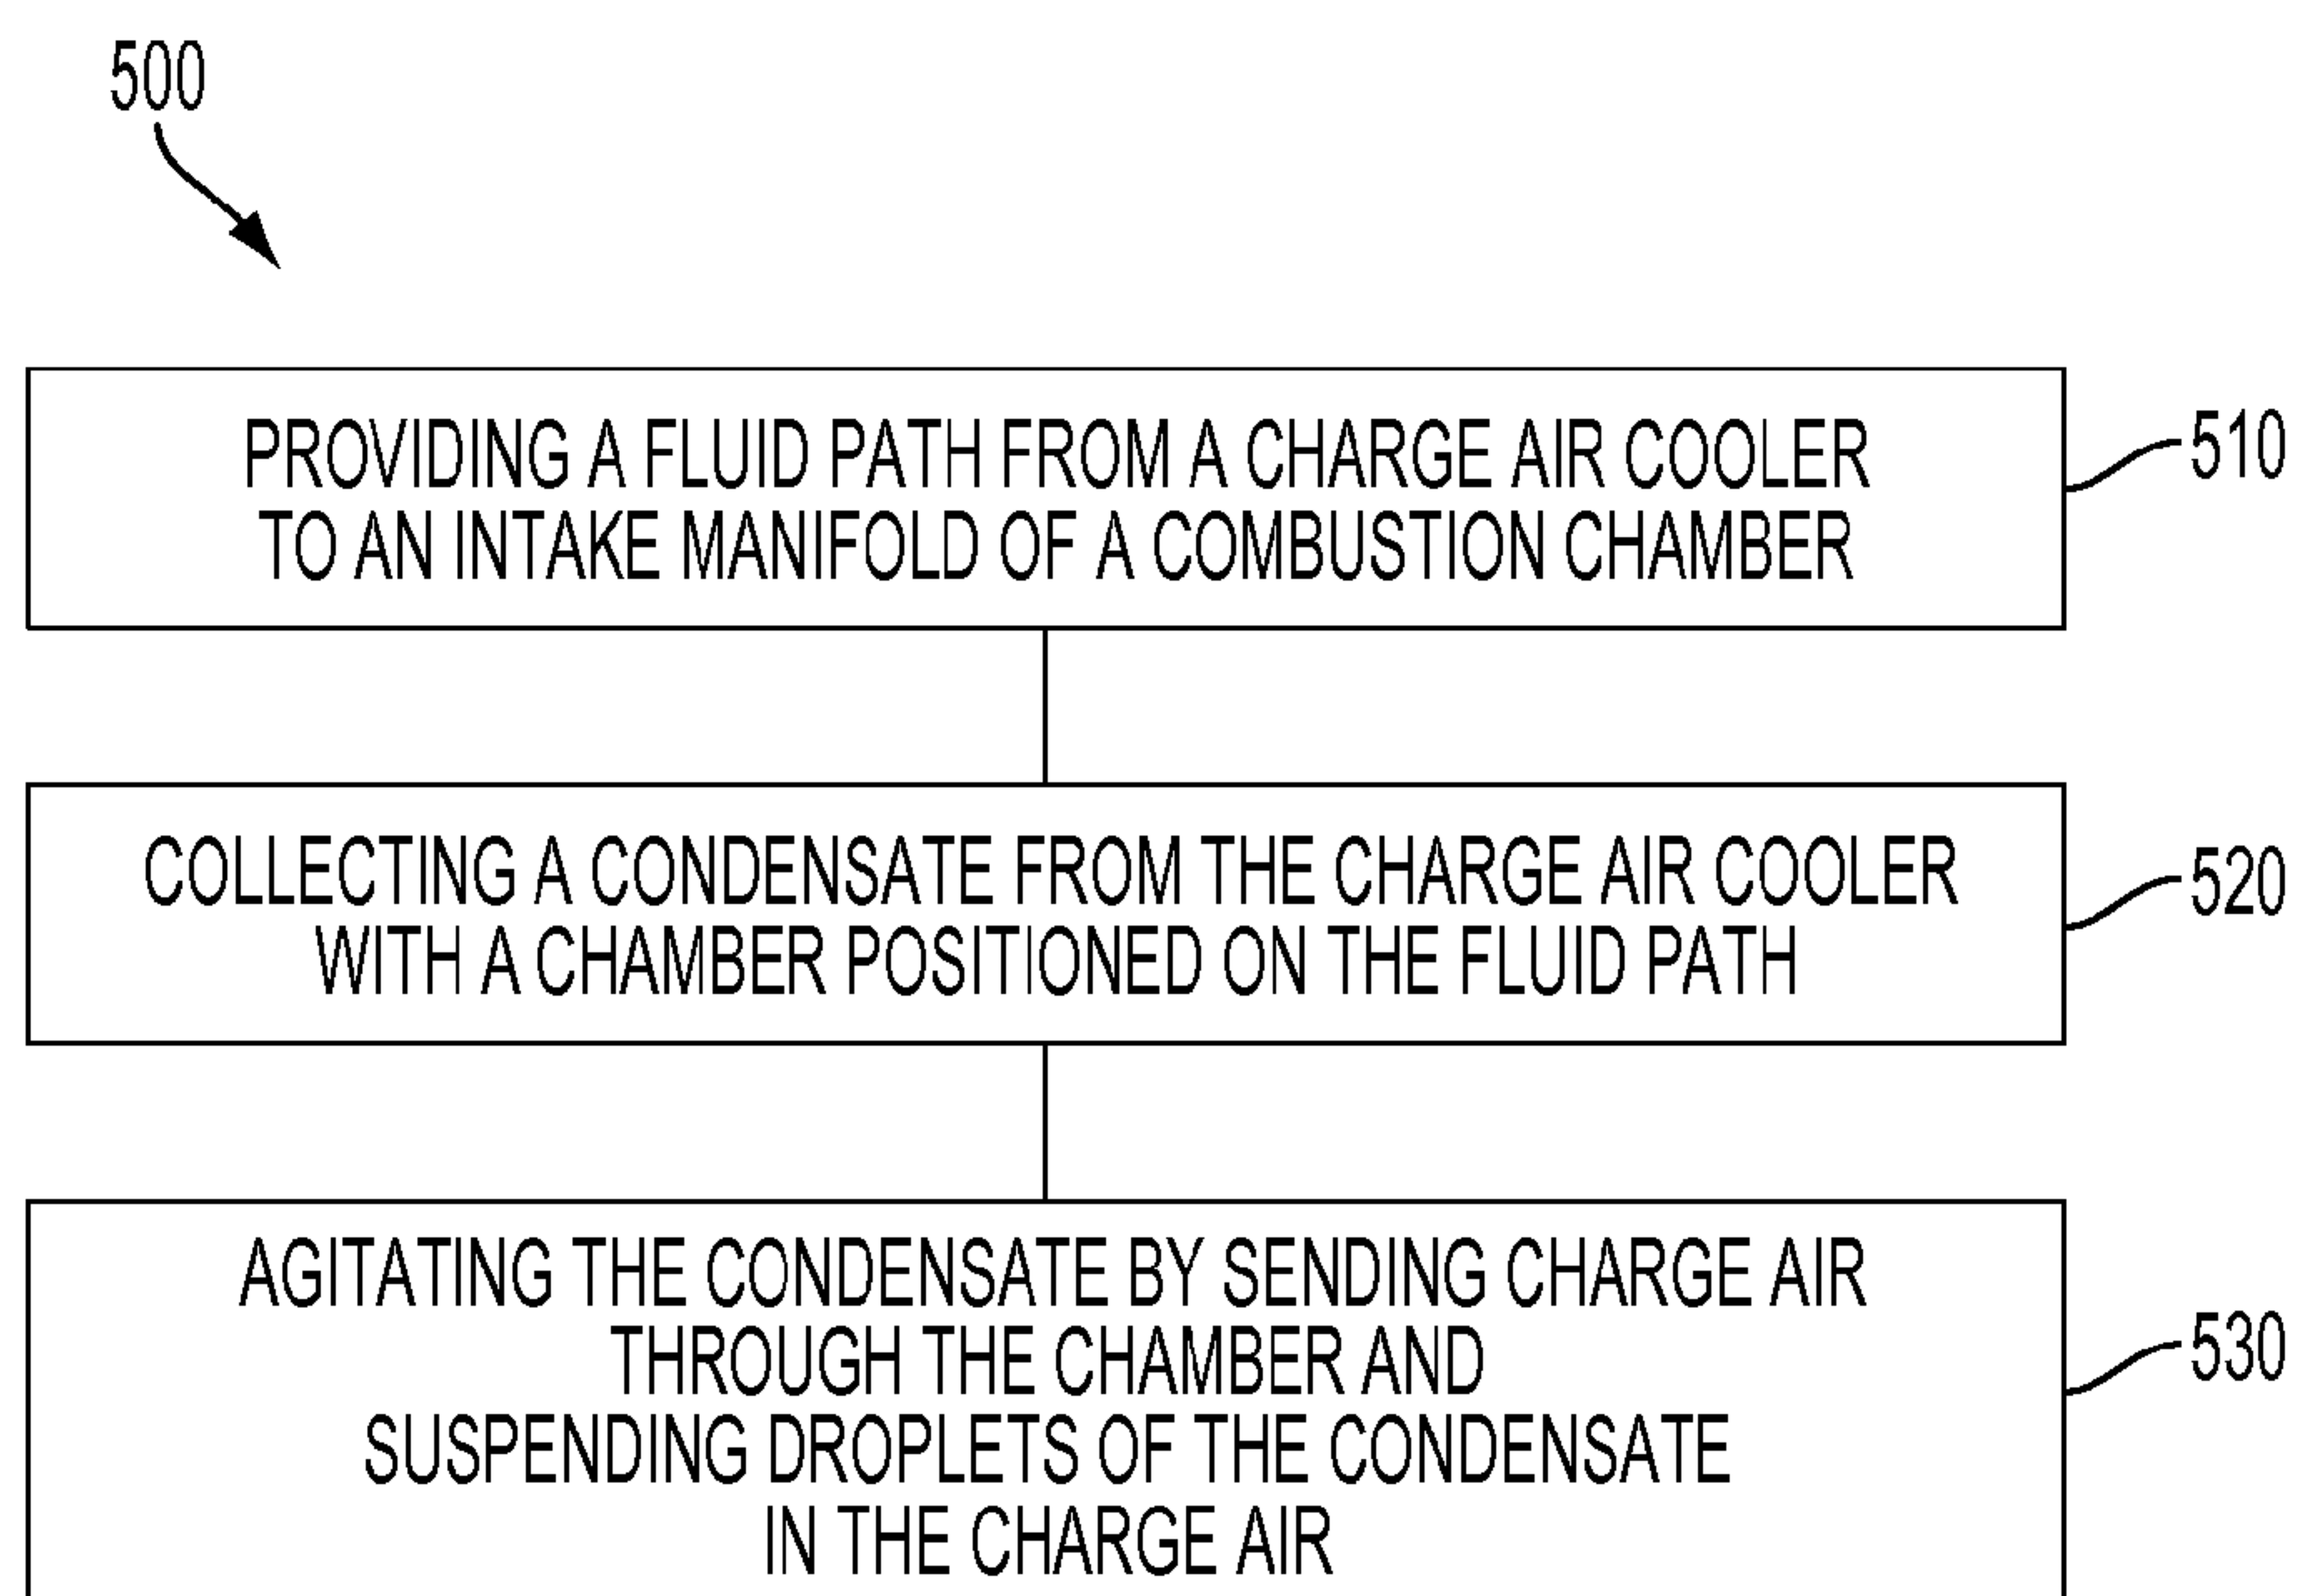 500
PROVIDING A FLUID PATH FROM A CHARGE AIR COOLER
TO AN INTAKE MANIFOLD OF A COMBUSTION CHAMBER
510
COLLECTING A CONDENSATE FROM THE CHARGE AIR COOLER
WITH A CHAMBER POSITIONED ON THE FLUID PATH
520
AGITATING THE CONDENSATE BY SENDING CHARGE AIR
THROUGH THE CHAMBER AND
SUSPENDING DROPLETS OF THE CONDENSATE
IN THE CHARGE AIR
530